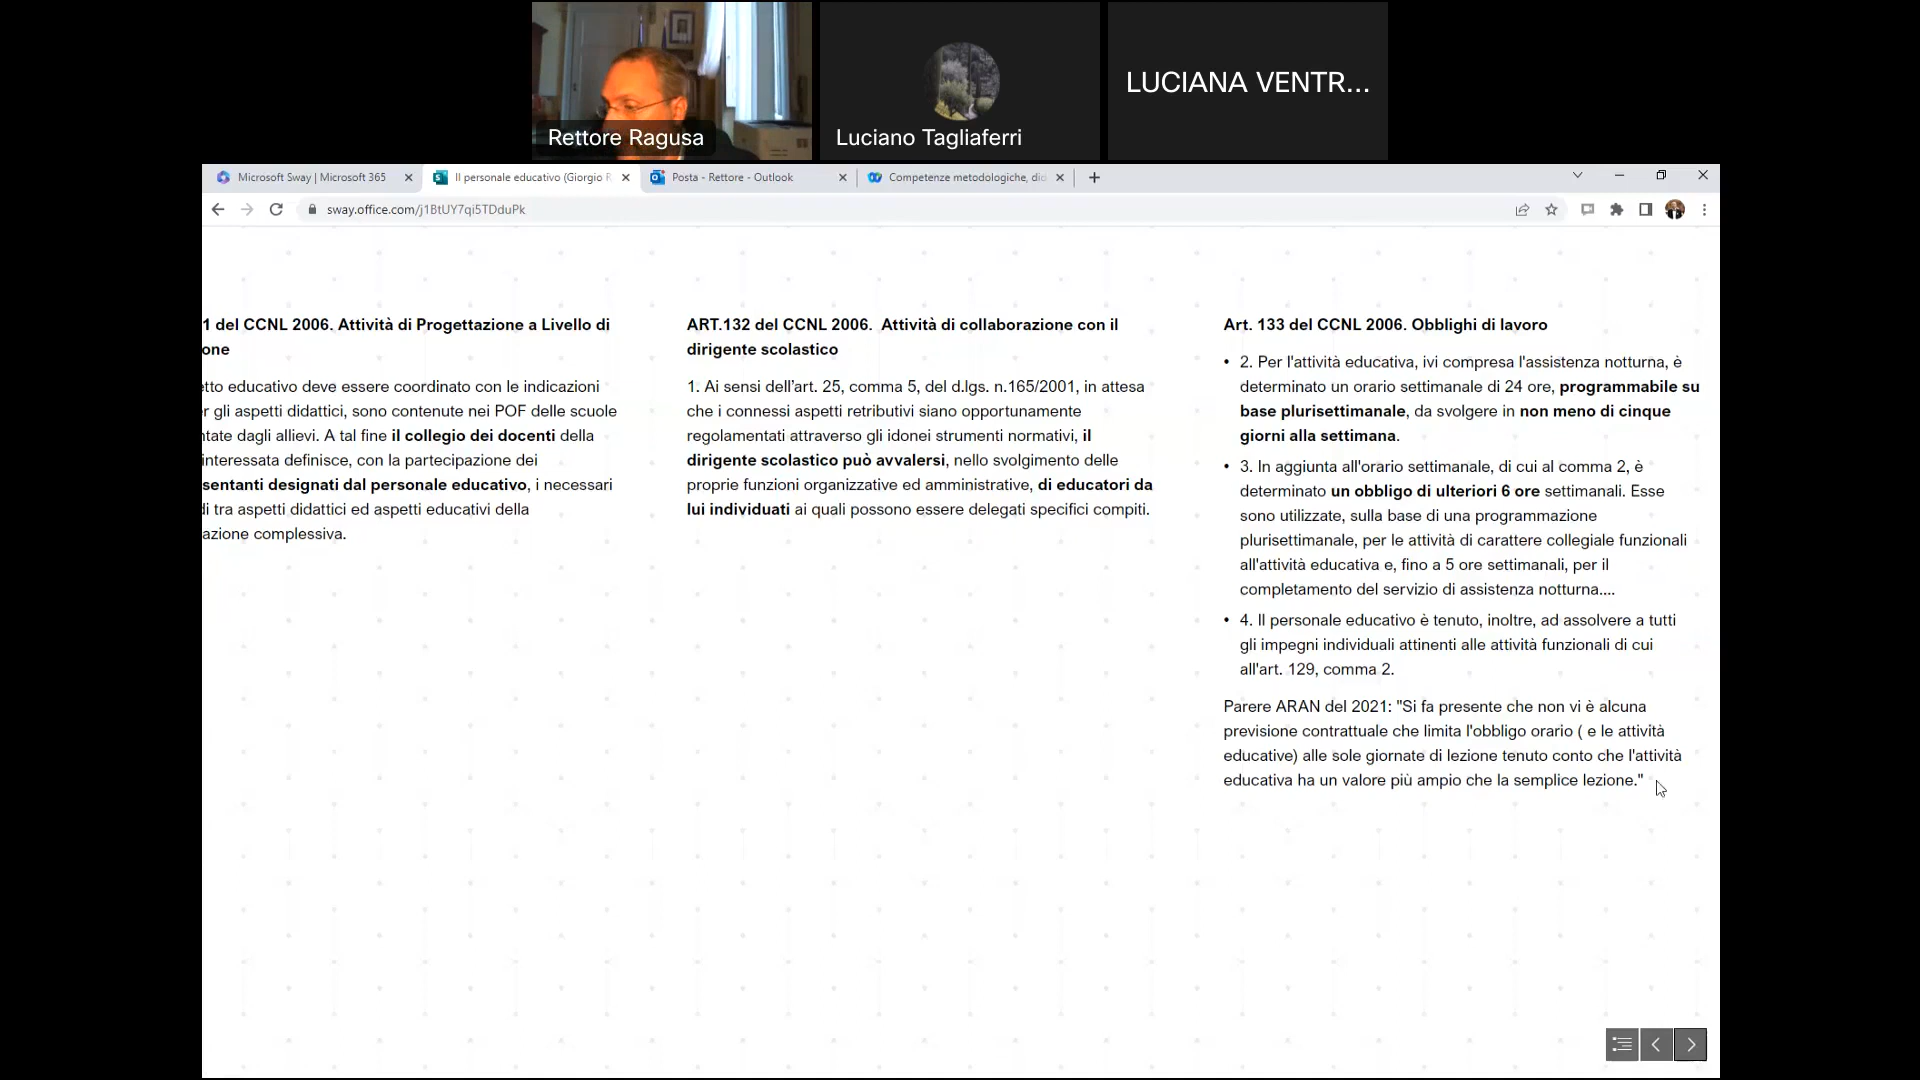 Rettore Ragusa
Luciano Tagliaferri
LUCIANA VENTR...
Microsoft Sway | Microsoft 365
Il personale educativo (Giorgio R
Posta - Rettore - Outlook
Competenze metodologiche, did
sway.office.com/j1BtUY7qi5TDduPk
1 del CCNL 2006. Attività di Progettazione a Livello di
one
etto educativo deve essere coordinato con le indicazioni
r gli aspetti didattici, sono contenute nei POF delle scuole
ntate dagli allievi. A tal fine il collegio dei docenti della
interessata definisce, con la partecipazione dei
sentanti designati dal personale educativo, i necessari
di tra aspetti didattici ed aspetti educativi della
azione complessiva.
ART.132 del CCNL 2006. Attività di collaborazione con il
dirigente scolastico
1. Ai sensi dell'art. 25, comma 5, del d.lgs. n.165/2001, in attesa
che i connessi aspetti retributivi siano opportunamente
regolamentati attraverso gli idonei strumenti normativi, il
dirigente scolastico può avvalersi, nello svolgimento delle
proprie funzioni organizzative ed amministrative, di educatori da
lui individuati ai quali possono essere delegati specifici compiti.
Art. 133 del CCNL 2006. Obblighi di lavoro
• 2. Per l'attività educativa, ivi compresa l'assistenza notturna, è
determinato un orario settimanale di 24 ore, programmabile su
base plurisettimanale, da svolgere in non meno di cinque
giorni alla settimana.
• 3. In aggiunta all'orario settimanale, di cui al comma 2, è
determinato un obbligo di ulteriori 6 ore settimanali. Esse
sono utilizzate, sulla base di una programmazione
plurisettimanale, per le attività di carattere collegiale funzionali
all'attività educativa e, fino a 5 ore settimanali, per il
completamento del servizio di assistenza notturna....
• 4. Il personale educativo è tenuto, inoltre, ad assolvere a tutti
gli impegni individuali attinenti alle attività funzionali di cui
all'art. 129, comma 2.
Parere ARAN del 2021: "Si fa presente che non vi è alcuna
previsione contrattuale che limita l'obbligo orario ( e le attività
educative) alle sole giornate di lezione tenuto conto che l'attività
educativa ha un valore più ampio che la semplice lezione."